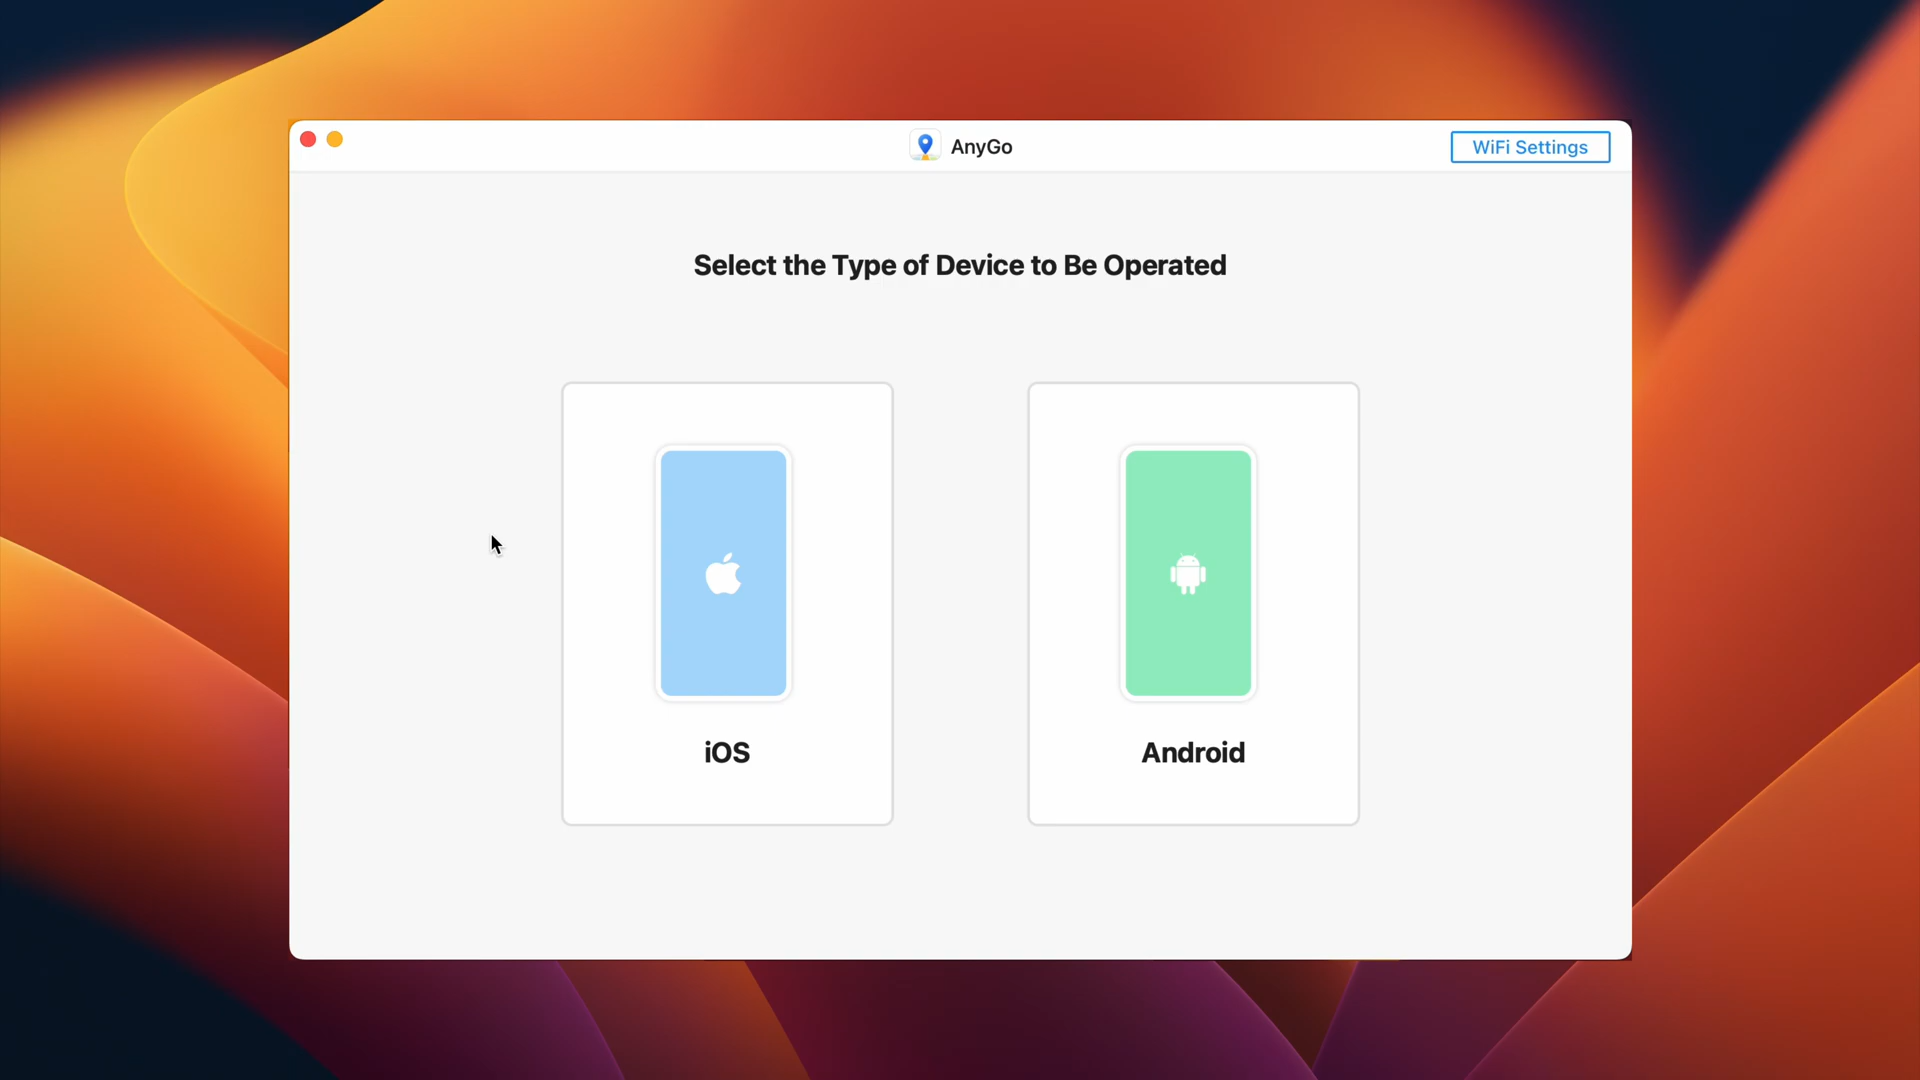 AnyGo
WiFi Settings
Select the Type of Device to Be Operated
iOS
Android